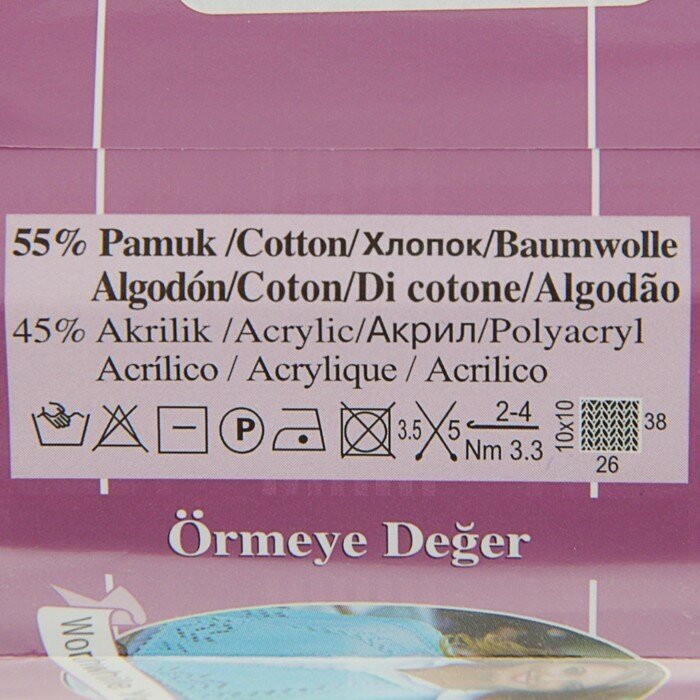 55% Pamuk /Cotton/Хлопок/Baumwolle
Algodón/Coton/Di cotone/Algodão
45% Akrilik /Acrylic/Акрил/Polyacryl
Acrílico / Acrylique / Acrilico
P 3.5 5 2-4 10x10 38
Nm 3.3 26
Örmeye Değer